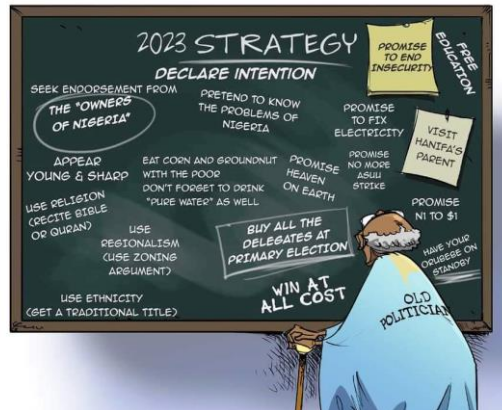 2023 STRATEGY
DECLARE INTENTION
PROMISE
TO END
INSECURITY
FREE
EDUCATION
SEEK ENDORSEMENT FROM
THE "OWNERS
OF NIGERIA"
PRETEND TO KNOW
THE PROBLEMS OF
NIGERIA
PROMISE
TO FIX
ELECTRICITY
VISIT
HANIFA'S
PARENT
APPEAR
YOUNG & SHARP
EAT CORN AND GROUNDNUT
WITH THE POOR
DON'T FORGET TO DRINK
"PURE WATER" AS WELL
PROMISE
HEAVEN
ON EARTH
PROMISE
NO MORE
ASUU
STRIKE
USE RELIGION
(RECITE BIBLE
OR QURAN)
USE
REGIONALISM
(USE ZONING
ARGUMENT)
BUY ALL THE
DELEGATES AT
PRIMARY ELECTION
PROMISE
N1 TO $1
HAVE YOUR
ORUBEBE ON
STANDBY
USE ETHNICITY
(GET A TRADITIONAL TITLE)
WIN AT
ALL COST
OLD
POLITICIAN